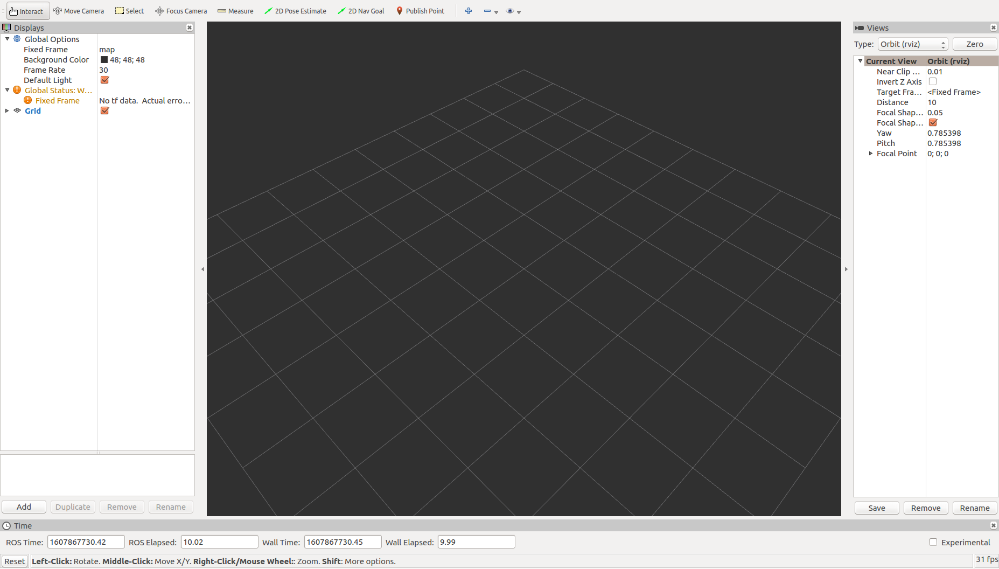 Interact Move Camera Select Focus Camera Measure 2D Pose Estimate 2D Nav Goal Publish Point
Displays
Global Options
Fixed Frame map
Background Color 48; 48; 48
Frame Rate 30
Default Light
Global Status: W...
Fixed Frame No tf data. Actual erro...
Grid
Add Duplicate Remove Rename
Views
Type: Orbit (rviz) Zero
Current View Orbit (rviz)
Near Clip ... 0.01
Invert Z Axis
Target Fra... <Fixed Frame>
Distance 10
Focal Shap... 0.05
Focal Shap...
Yaw 0.785398
Pitch 0.785398
Focal Point 0; 0; 0
Save Remove Rename
Time
ROS Time: 1607867730.42 ROS Elapsed: 10.02 Wall Time: 1607867730.45 Wall Elapsed: 9.99 Experimental
Reset Left-Click: Rotate. Middle-Click: Move X/Y. Right-Click/Mouse Wheel:: Zoom. Shift: More options. 31 fps